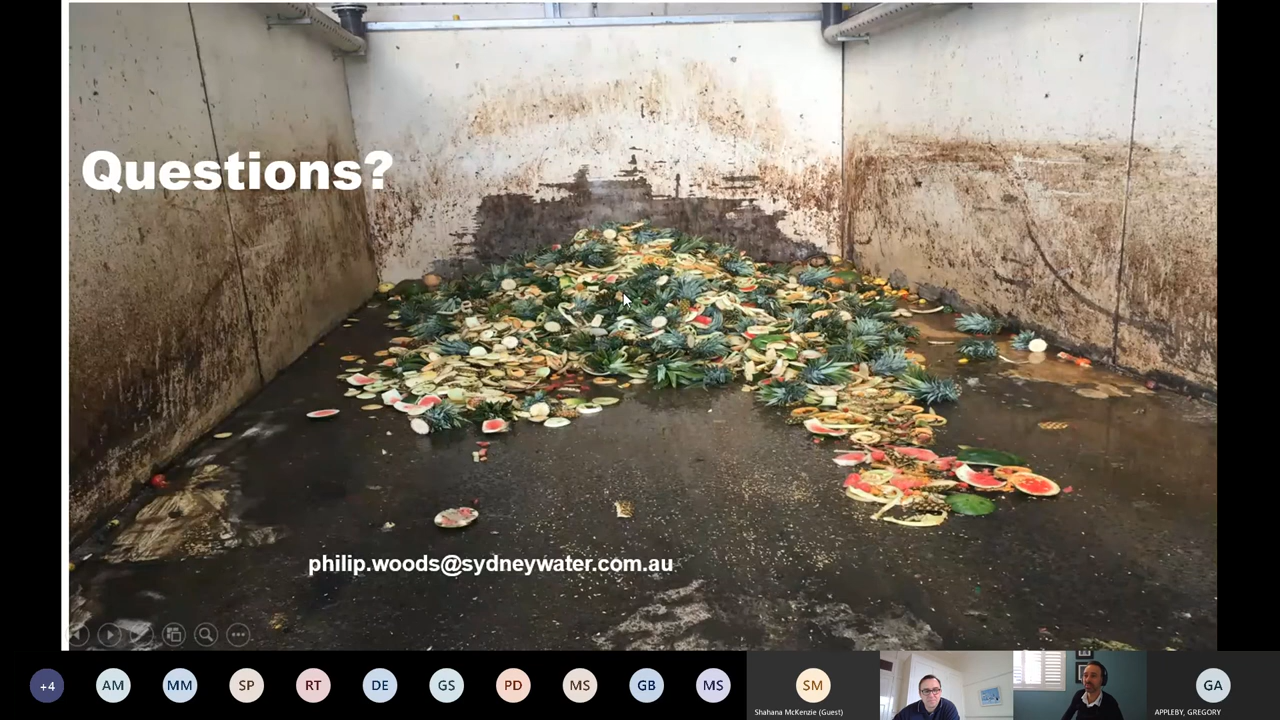 Questions?
philip.woods@sydneywater.com.au
+4
AM
MM
SP
RT
DE
GS
PD
MS
GB
MS
SM
GA
Shahana McKenzie (Guest)
APPLEBY, GREGORY